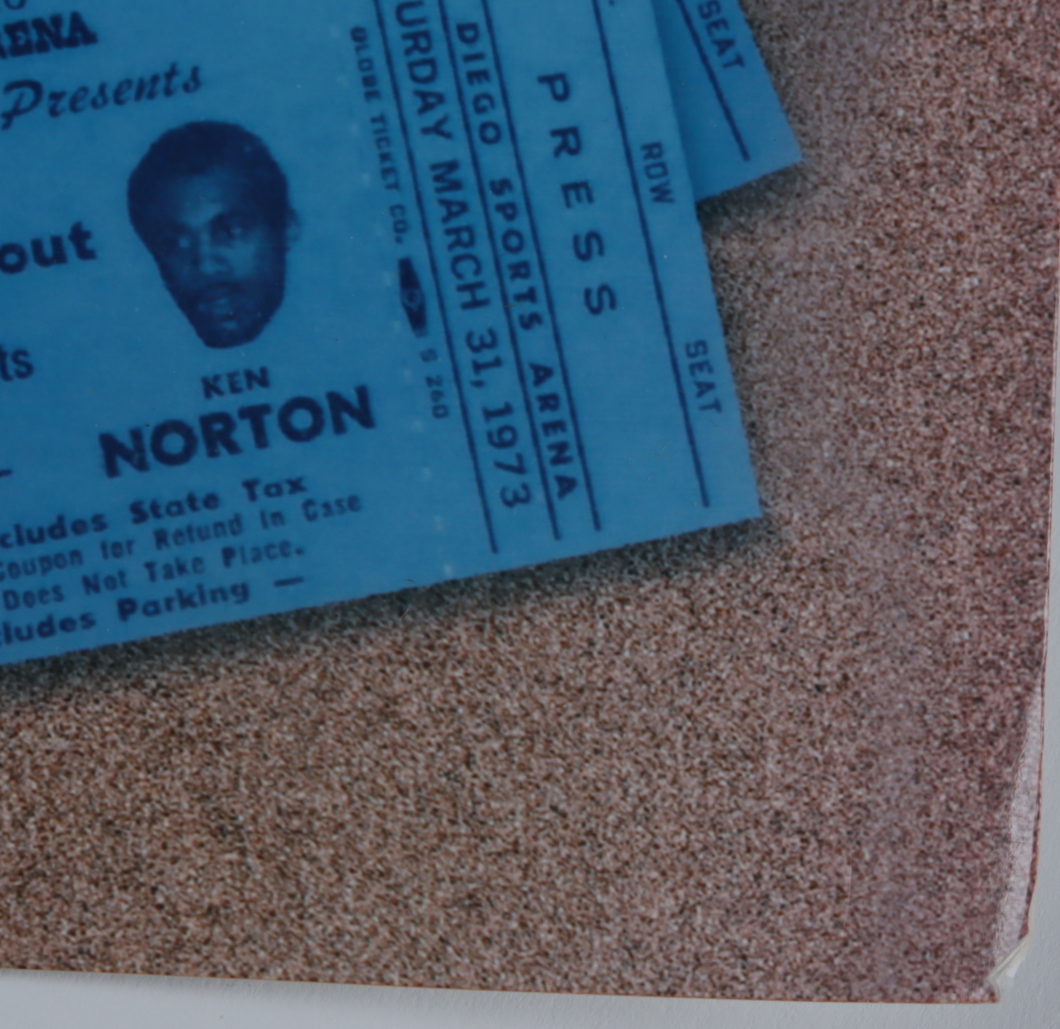 ENA
Presents
out
ts
KEN
NORTON
cludes State Tax
Coupon for Refund in Case
Does Not Take Place.
ludes Parking —
GLOBE TICKET CO.
S 260
URDAY MARCH 31, 1973
DIEGO SPORTS ARENA
PRESS
ROW
SEAT
SEAT